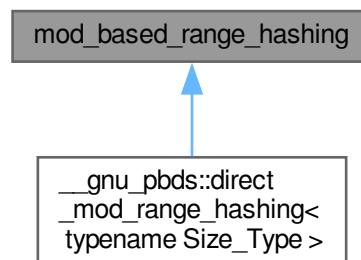 mod_based_range_hashing
__gnu_pbds::direct
_mod_range_hashing<
typename Size_Type >